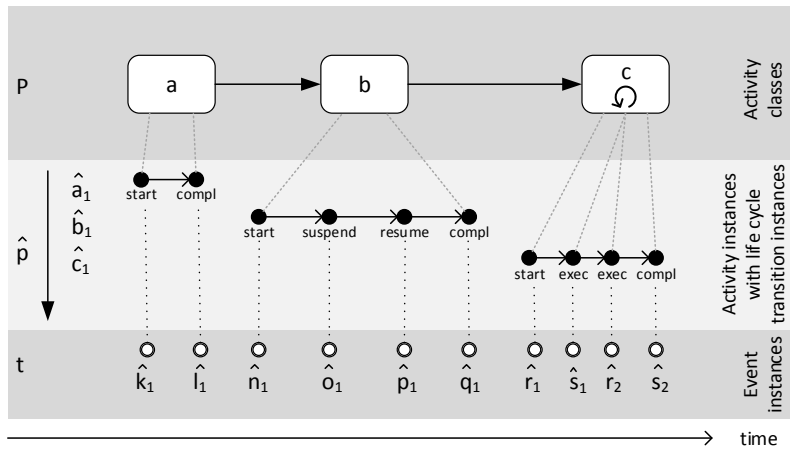 P
a
b
c
Activity
classes
â₁
b̂₁
ĉ₁
p̂
start
compl
start
suspend
resume
compl
start
exec
exec
compl
Activity instances
with life cycle
transition instances
t
k̂₁
l̂₁
n̂₁
ô₁
p̂₁
q̂₁
r̂₁
ŝ₁
r̂₂
ŝ₂
Event
instances
time